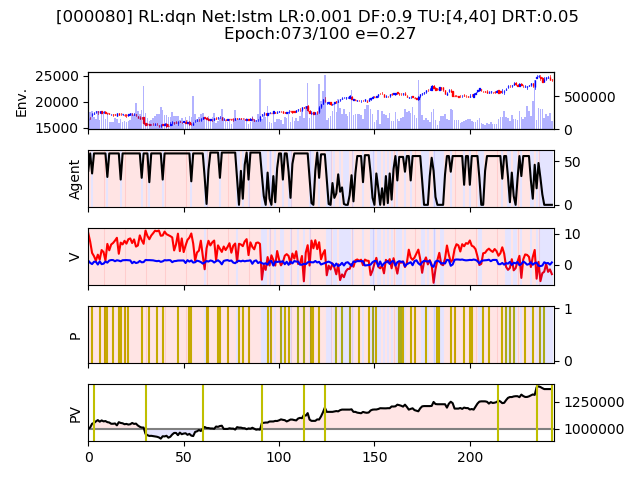 [000080] RL:dqn Net:lstm LR:0.001 DF:0.9 TU:[4,40] DRT:0.05
Epoch:073/100 e=0.27
Env.
25000
20000
15000
500000
0
Agent
50
0
V
10
0
P
1
0
PV
1250000
1000000
0 50 100 150 200